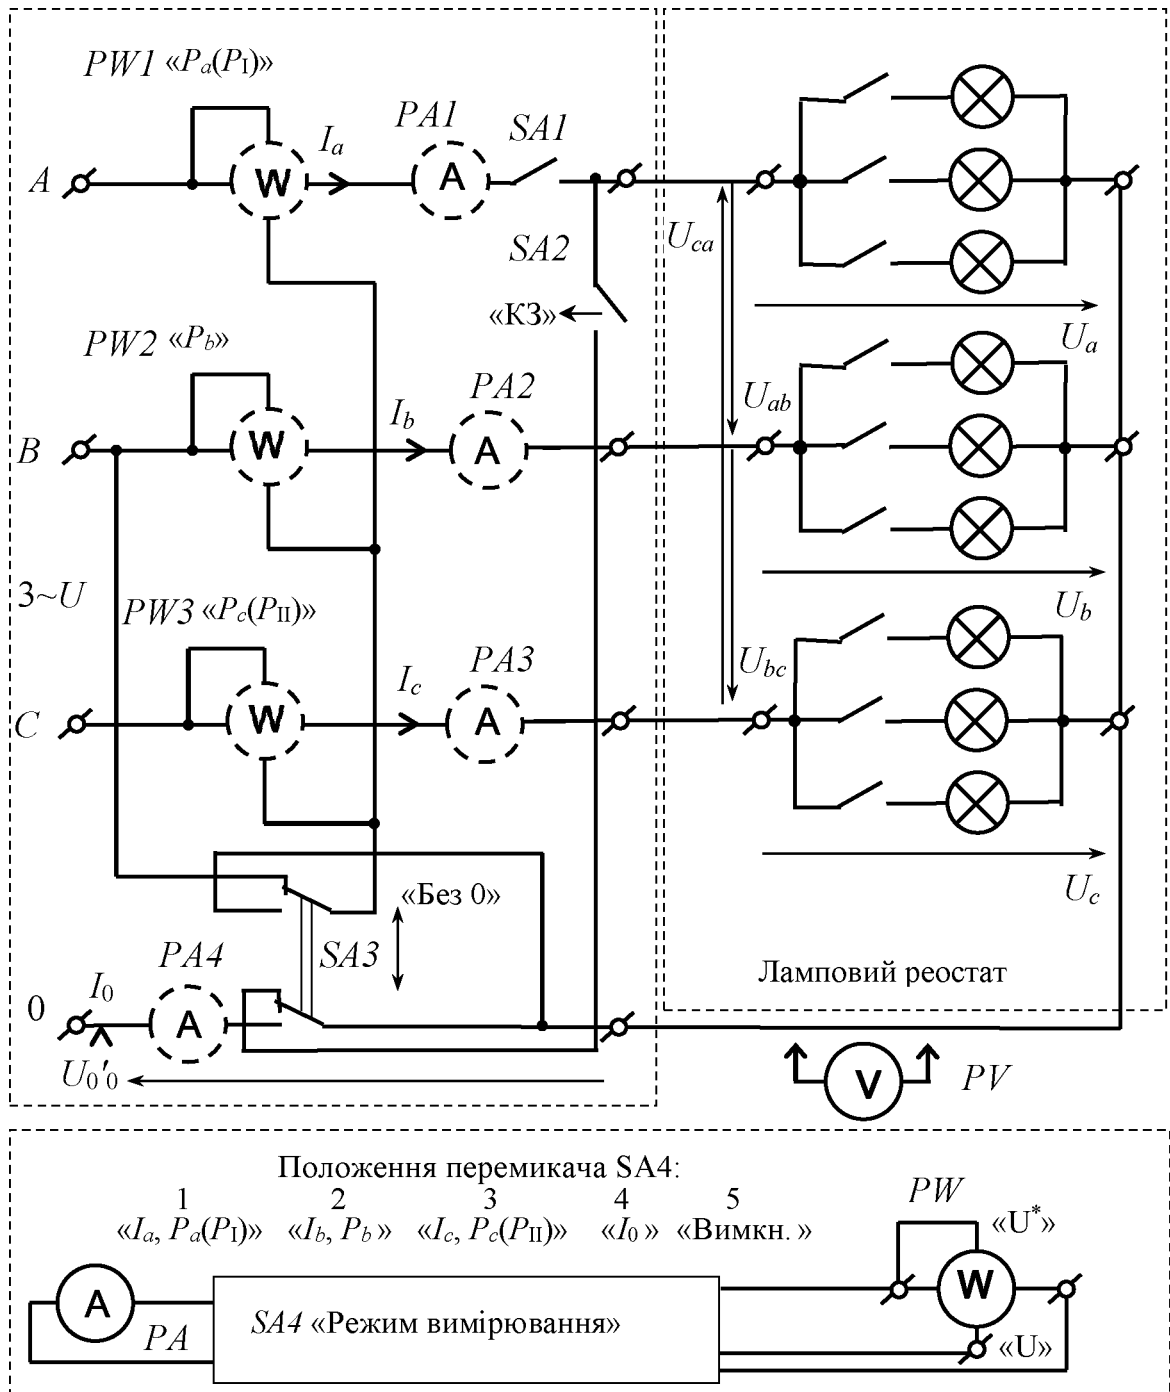 PW1 «Pa(PI)»
Ia
PA1
SA1
A
W
A
SA2
Uca
«КЗ»
Ua
PW2 «Pb»
Ib
PA2
Uab
B
W
A
3~U
Ub
PW3 «Pc(PII)»
Ic
PA3
Ubc
C
W
A
Uc
«Без 0»
SA3
PA4
I0
0
A
U0′0
Ламповий реостат
V
PV
Положення перемикача SA4:
1 2 3 4 5
«Ia, Pa(PI)» «Ib, Pb» «Ic, Pc(PII)» «I0 » «Вимкн. »
PW
«U*»
A
W
PA
SA4 «Режим вимірювання»
«U»